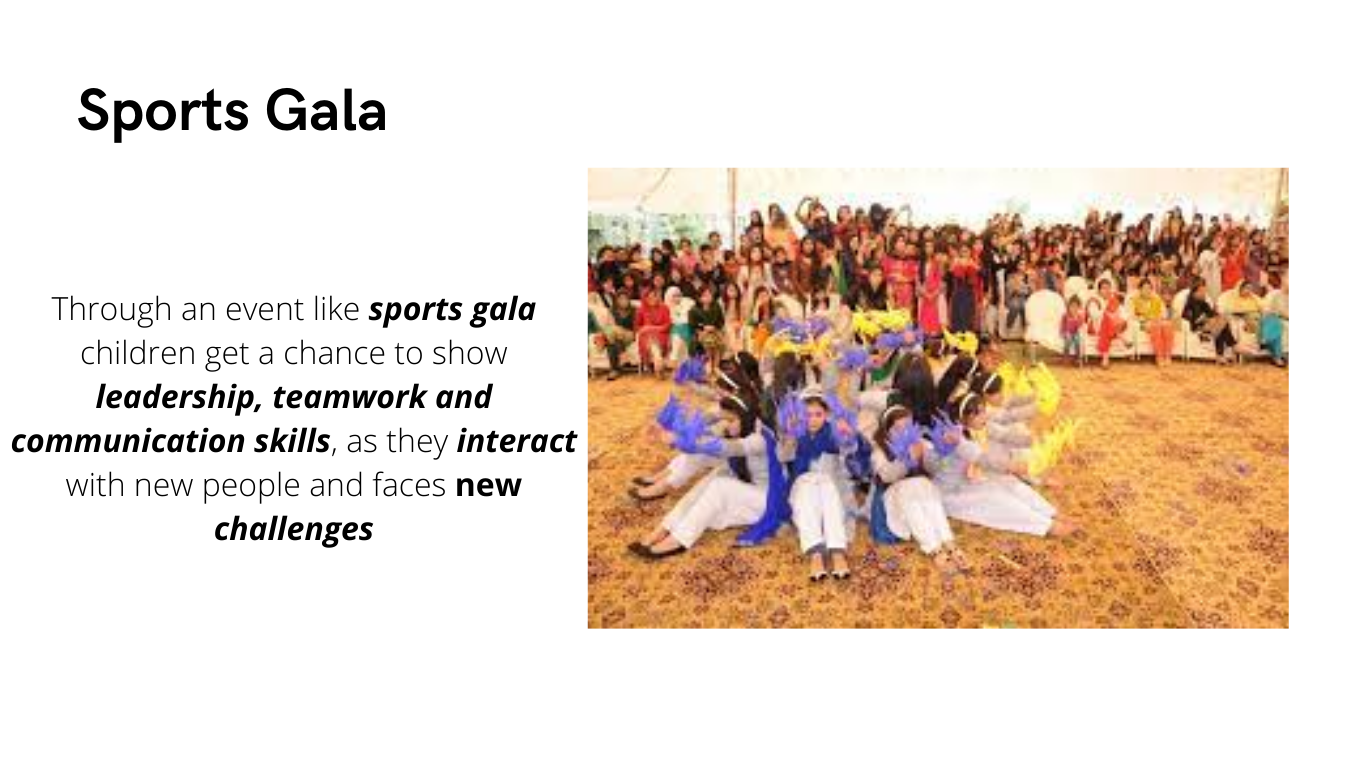 Sports Gala
Through an event like sports gala
children get a chance to show
leadership, teamwork and
communication skills, as they interact
with new people and faces new
challenges